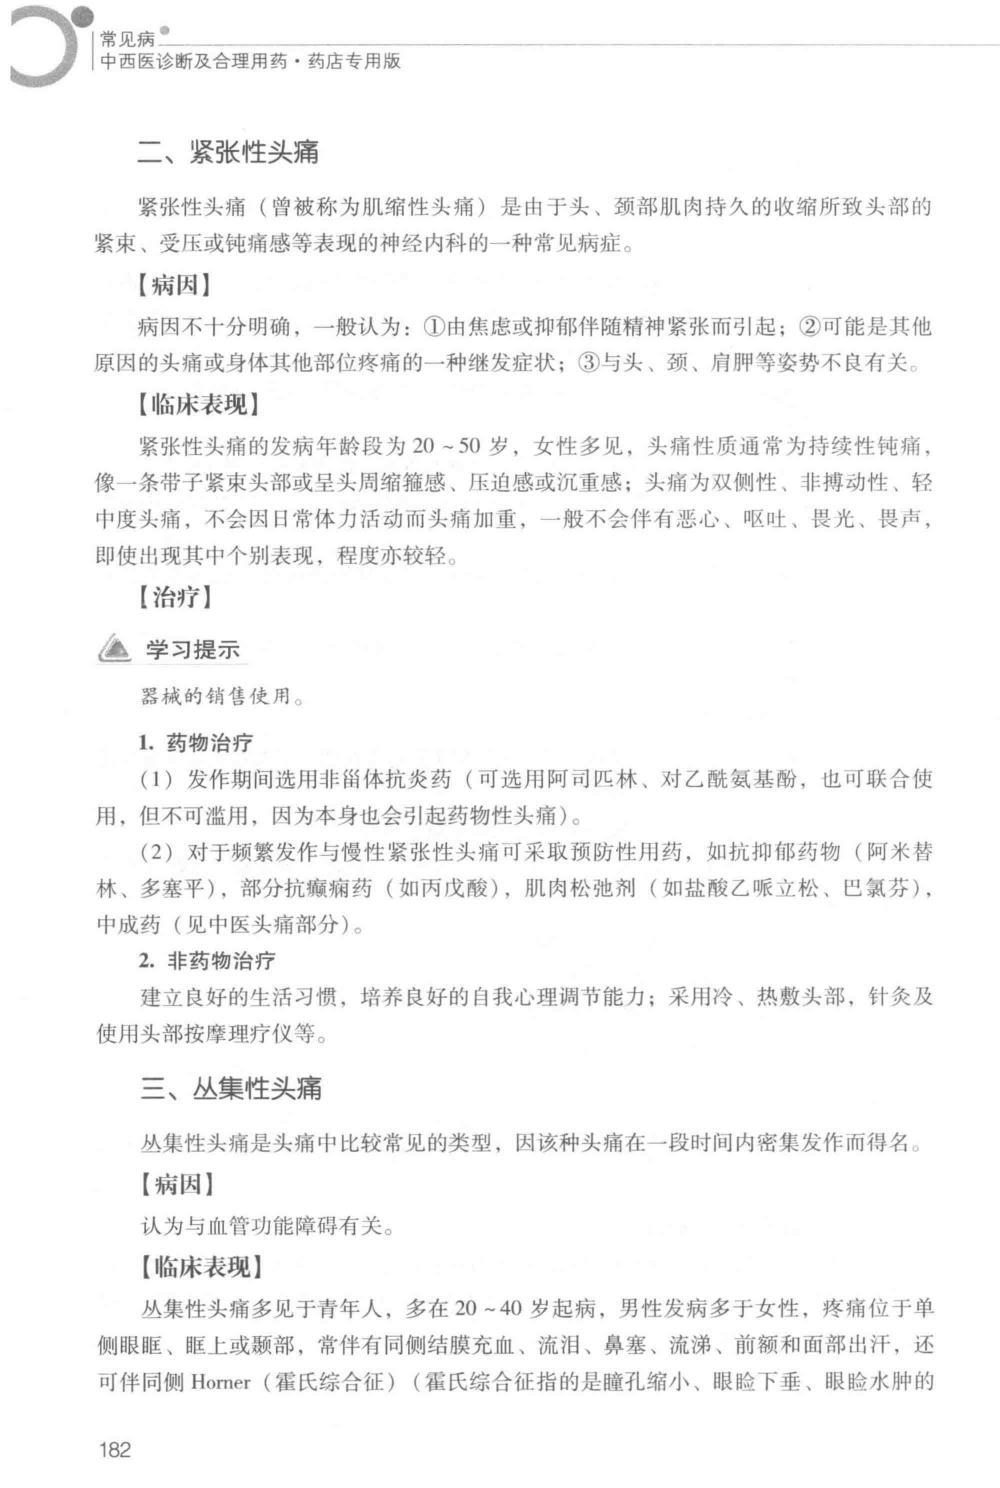 常见病
中西医诊断及合理用药·药店专用版
二、紧张性头痛
紧张性头痛（曾被称为肌缩性头痛）是由于头、颈部肌肉持久的收缩所致头部的
紧束、受压或钝痛感等表现的神经内科的一种常见病症。
【病因】
病因不十分明确，一般认为：①由焦虑或抑郁伴随精神紧张而引起；②可能是其他
原因的头痛或身体其他部位疼痛的一种继发症状；③与头、颈、肩胛等姿势不良有关。
【临床表现】
紧张性头痛的发病年龄段为 20 ~ 50 岁，女性多见，头痛性质通常为持续性钝痛，
像一条带子紧束头部或呈头周缩箍感、压迫感或沉重感；头痛为双侧性、非搏动性、轻
中度头痛，不会因日常体力活动而头痛加重，一般不会伴有恶心、呕吐、畏光、畏声，
即使出现其中个别表现，程度亦较轻。
【治疗】
学习提示
器械的销售使用。
1. 药物治疗
（1）发作期间选用非甾体抗炎药（可选用阿司匹林、对乙酰氨基酚，也可联合使
用，但不可滥用，因为本身也会引起药物性头痛）。
（2）对于频繁发作与慢性紧张性头痛可采取预防性用药，如抗抑郁药物（阿米替
林、多塞平），部分抗癫痫药（如丙戊酸），肌肉松弛剂（如盐酸乙哌立松、巴氯芬），
中成药（见中医头痛部分）。
2. 非药物治疗
建立良好的生活习惯，培养良好的自我心理调节能力；采用冷、热敷头部，针灸及
使用头部按摩理疗仪等。
三、丛集性头痛
丛集性头痛是头痛中比较常见的类型，因该种头痛在一段时间内密集发作而得名。
【病因】
认为与血管功能障碍有关。
【临床表现】
丛集性头痛多见于青年人，多在 20 ~ 40 岁起病，男性发病多于女性，疼痛位于单
侧眼眶、眶上或颞部，常伴有同侧结膜充血、流泪、鼻塞、流涕、前额和面部出汗，还
可伴同侧 Horner（霍氏综合征）（霍氏综合征指的是瞳孔缩小、眼睑下垂、眼睑水肿的
182